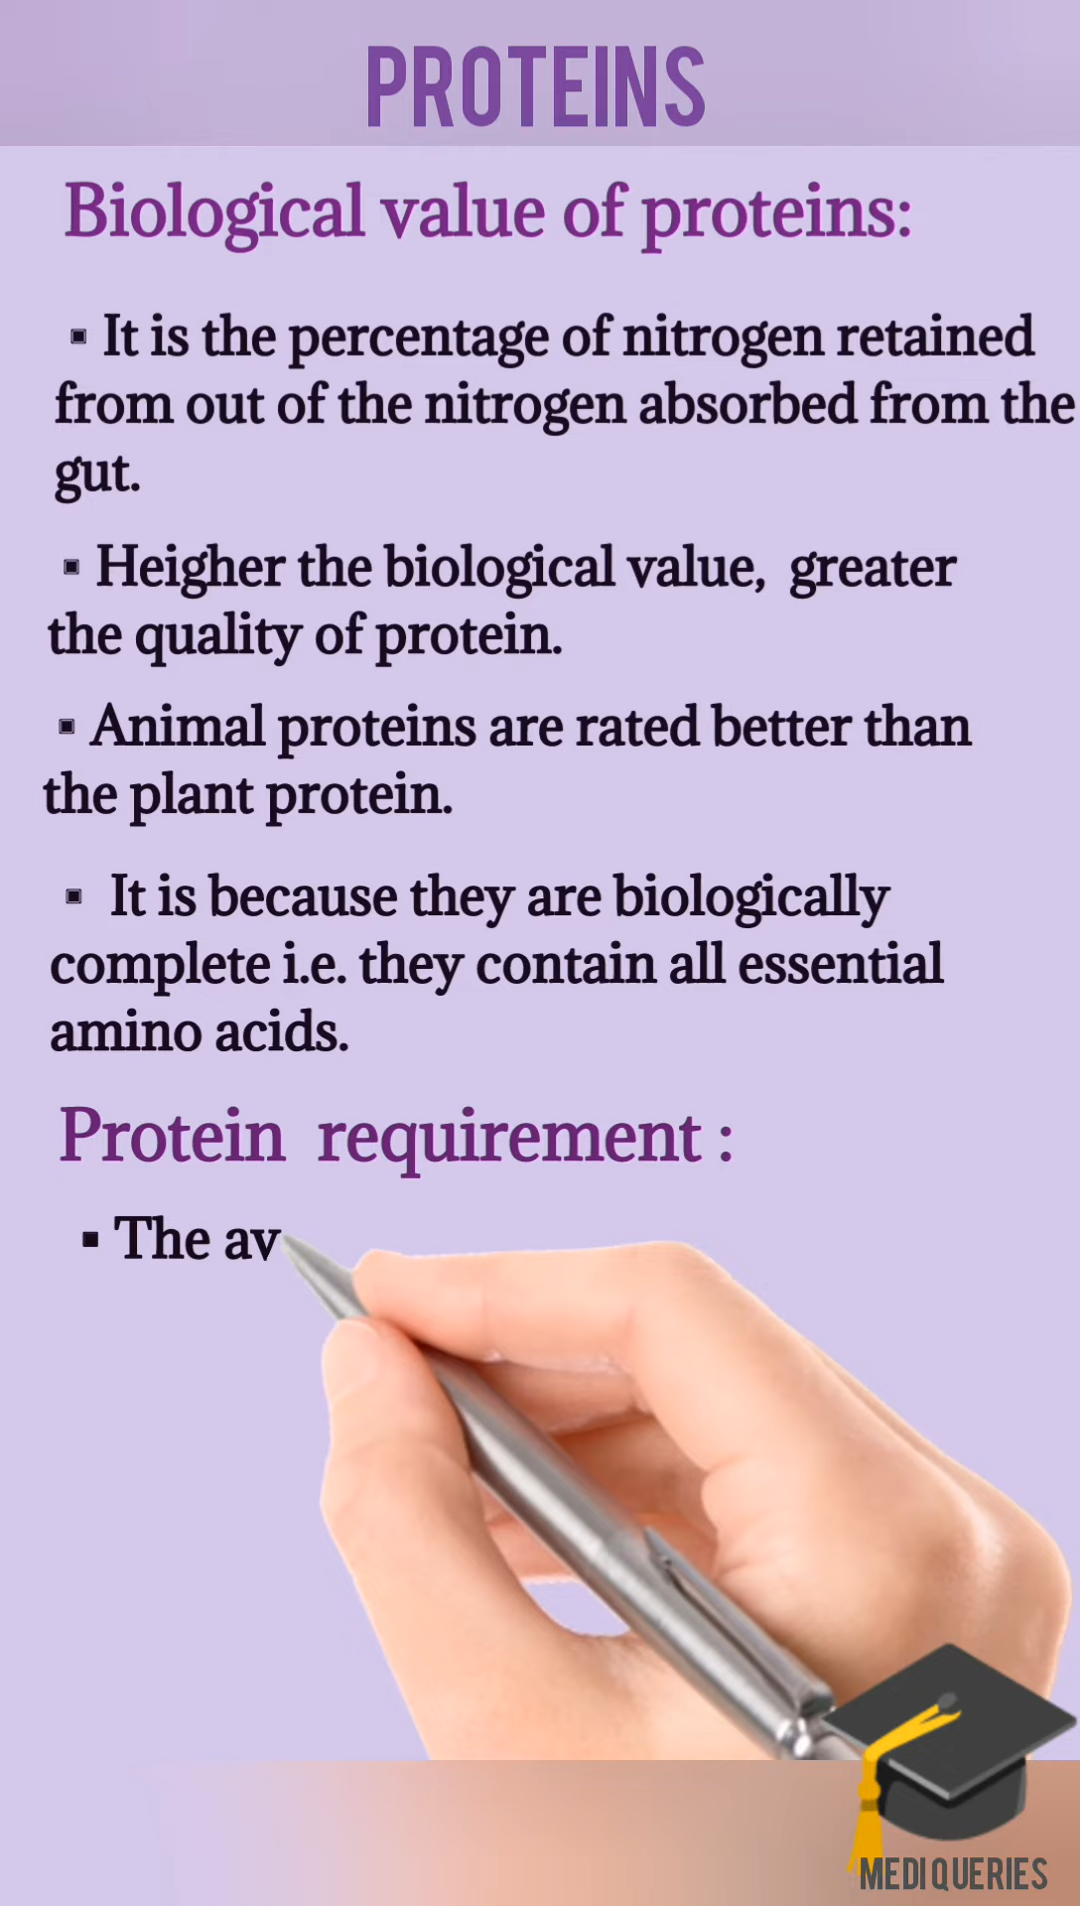 PROTEINS
Biological value of proteins:
▪ It is the percentage of nitrogen retained
from out of the nitrogen absorbed from the
gut.
▪ Heigher the biological value, greater
the quality of protein.
▪ Animal proteins are rated better than
the plant protein.
▪ It is because they are biologically
complete i.e. they contain all essential
amino acids.
Protein requirement :
▪ The av
MEDI QUERIES